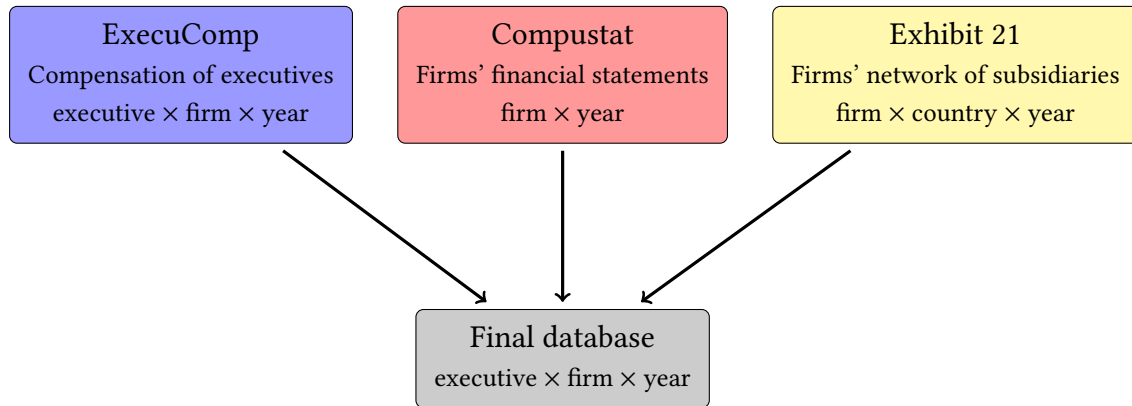 ExecuComp
Compensation of executives
executive × firm × year
Compustat
Firms’ financial statements
firm × year
Exhibit 21
Firms’ network of subsidiaries
firm × country × year
Final database
executive × firm × year